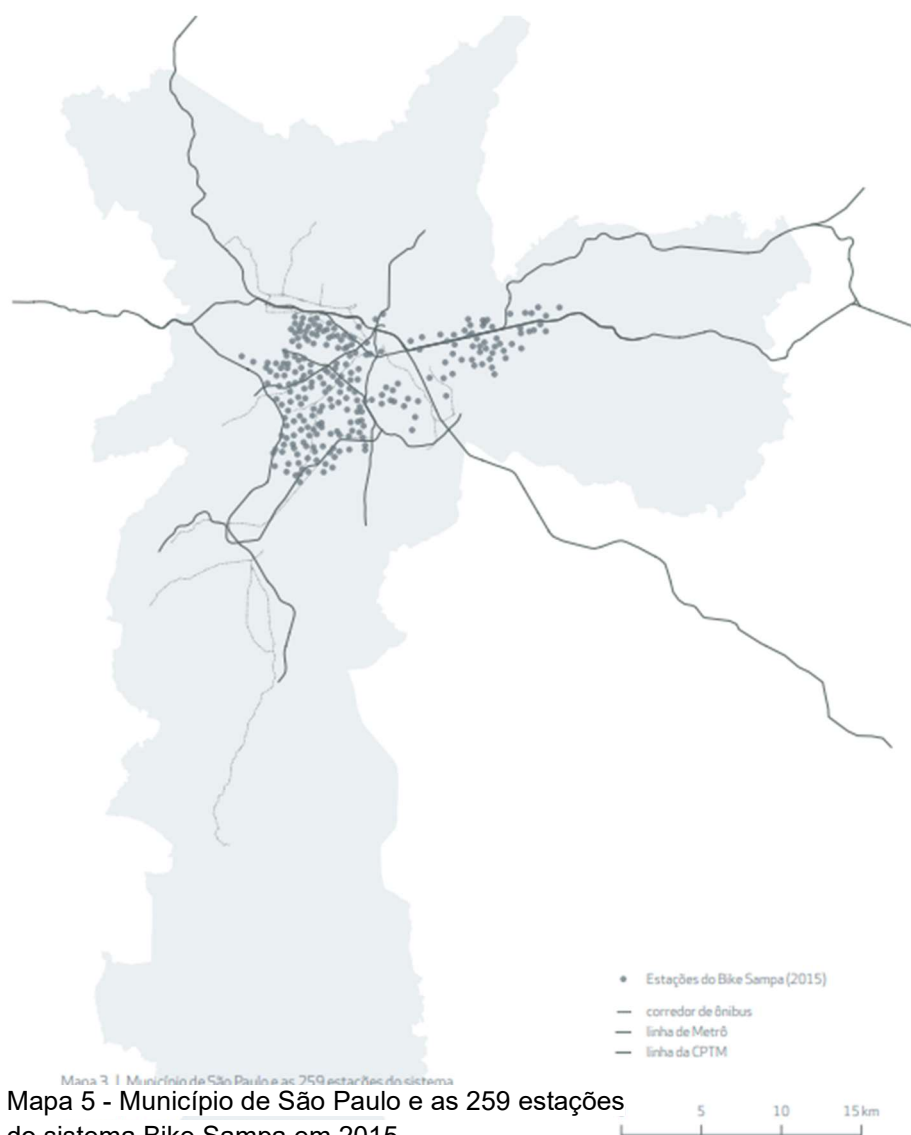 Estações do Bike Sampa (2015)
corredor de ônibus
linha de Metrô
linha da CPTM
Mapa 3 | Município de São Paulo e as 259 estações do sistema
Mapa 5 - Município de São Paulo e as 259 estações
do sistema Bike Sampa em 2015
5 10 15 km